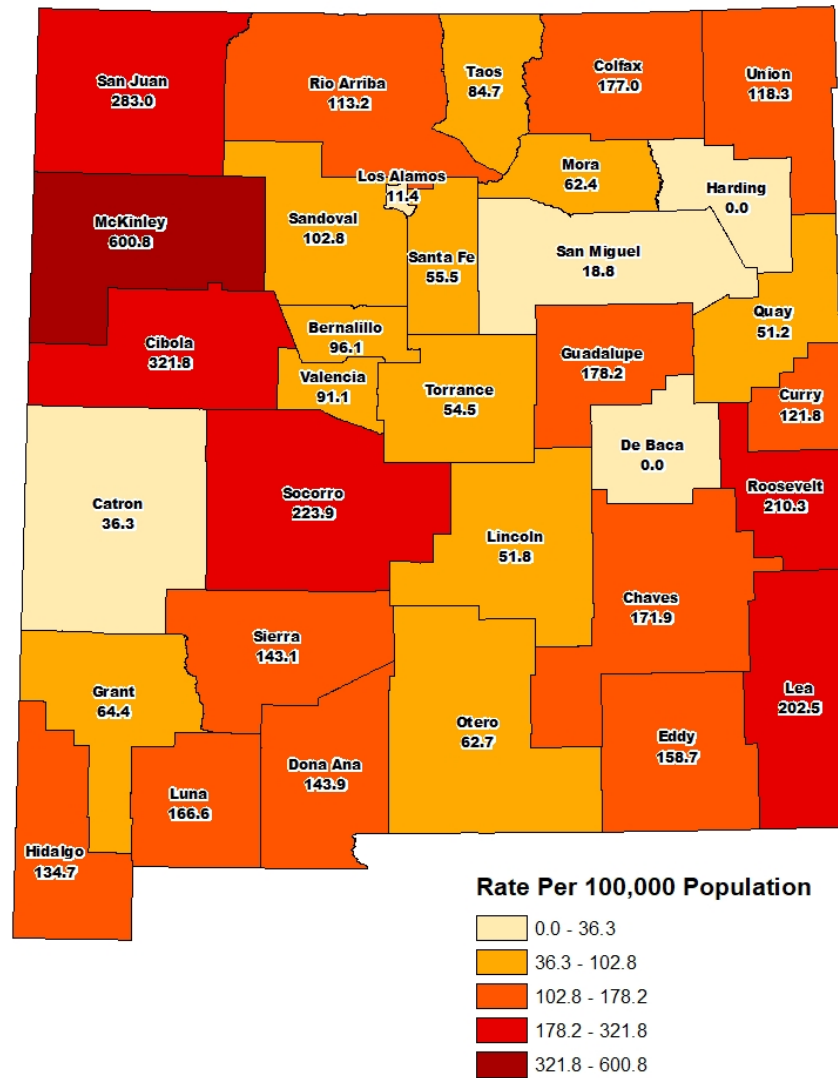 San Juan
283.0
Rio Arriba
113.2
Taos
84.7
Colfax
177.0
Union
118.3
Los Alamos
11.4
Mora
62.4
Harding
0.0
McKinley
600.8
Sandoval
102.8
Santa Fe
55.5
San Miguel
18.8
Quay
51.2
Cibola
321.8
Bernalillo
96.1
Valencia
91.1
Torrance
54.5
Guadalupe
178.2
Curry
121.8
De Baca
0.0
Catron
36.3
Socorro
223.9
Roosevelt
210.3
Lincoln
51.8
Chaves
171.9
Sierra
143.1
Grant
64.4
Otero
62.7
Lea
202.5
Eddy
158.7
Dona Ana
143.9
Luna
166.6
Hidalgo
134.7
Rate Per 100,000 Population
0.0 - 36.3
36.3 - 102.8
102.8 - 178.2
178.2 - 321.8
321.8 - 600.8